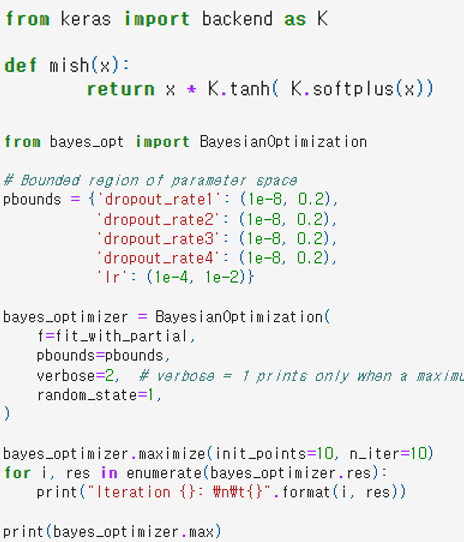 from keras import backend as K
def mish(x):
return x * K.tanh( K.softplus(x))
from bayes_opt import BayesianOptimization
# Bounded region of parameter space
pbounds = {'dropout_rate1': (1e-8, 0.2),
'dropout_rate2': (1e-8, 0.2),
'dropout_rate3': (1e-8, 0.2),
'dropout_rate4': (1e-8, 0.2),
'lr': (1e-4, 1e-2)}
bayes_optimizer = BayesianOptimization(
f=fit_with_partial,
pbounds=pbounds,
verbose=2,  # verbose = 1 prints only when a maximu
random_state=1,
)
bayes_optimizer.maximize(init_points=10, n_iter=10)
for i, res in enumerate(bayes_optimizer.res):
print("Iteration {}: ₩n₩t{}".format(i, res))
print(bayes_optimizer.max)